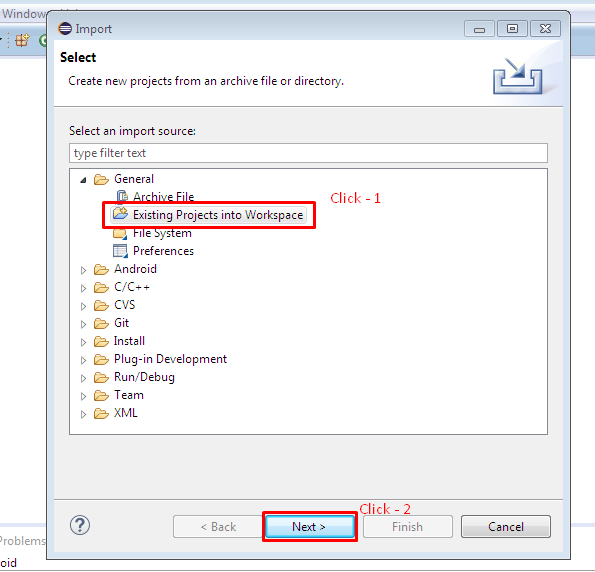 Window
Import
Select
Create new projects from an archive file or directory.
Select an import source:
type filter text
General
Archive File
Click - 1
Existing Projects into Workspace
File System
Preferences
Android
C/C++
CVS
Git
Install
Plug-in Development
Run/Debug
Team
XML
Click - 2
? < Back Next > Finish Cancel
Problems
oid